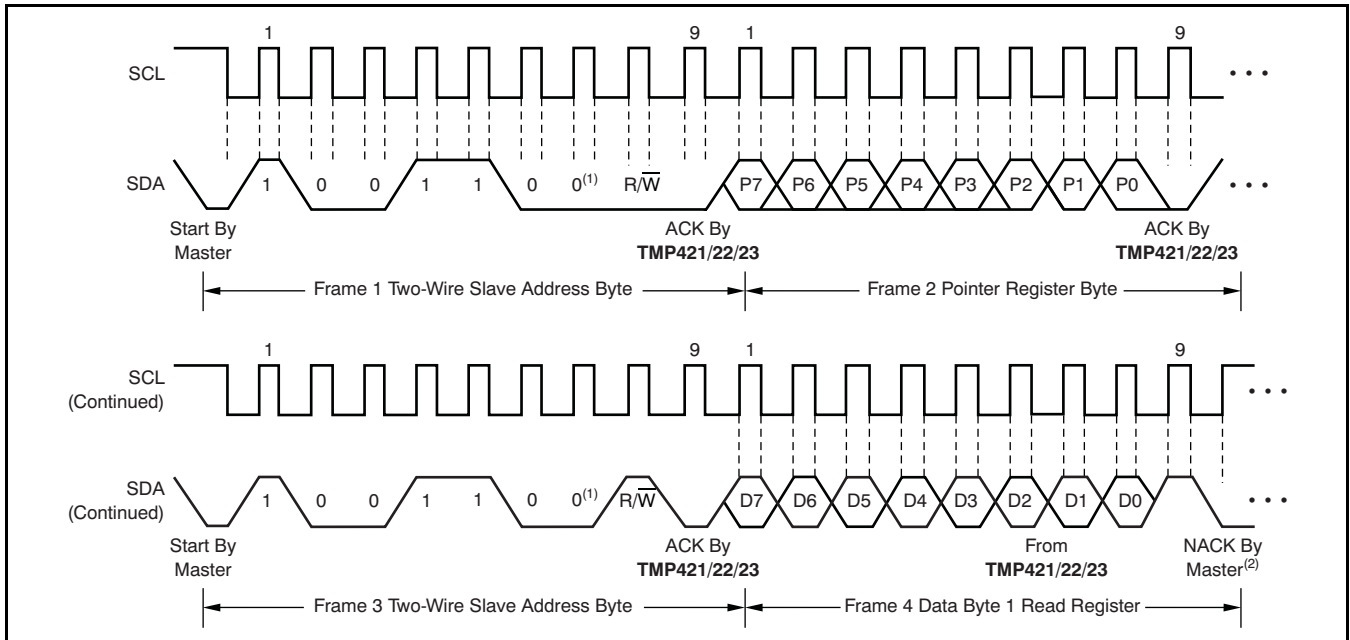 1 9 1 9
SCL
• • •
SDA 1 0 0 1 1 0 0(1) R/W̅ P7 P6 P5 P4 P3 P2 P1 P0 • • •
Start By Master
ACK By TMP421/22/23
ACK By TMP421/22/23
Frame 1 Two-Wire Slave Address Byte
Frame 2 Pointer Register Byte
1 9 1 9
SCL (Continued)
• • •
SDA (Continued) 1 0 0 1 1 0 0(1) R/W̅ D7 D6 D5 D4 D3 D2 D1 D0 • • •
Start By Master
ACK By TMP421/22/23
From TMP421/22/23
NACK By Master(2)
Frame 3 Two-Wire Slave Address Byte
Frame 4 Data Byte 1 Read Register